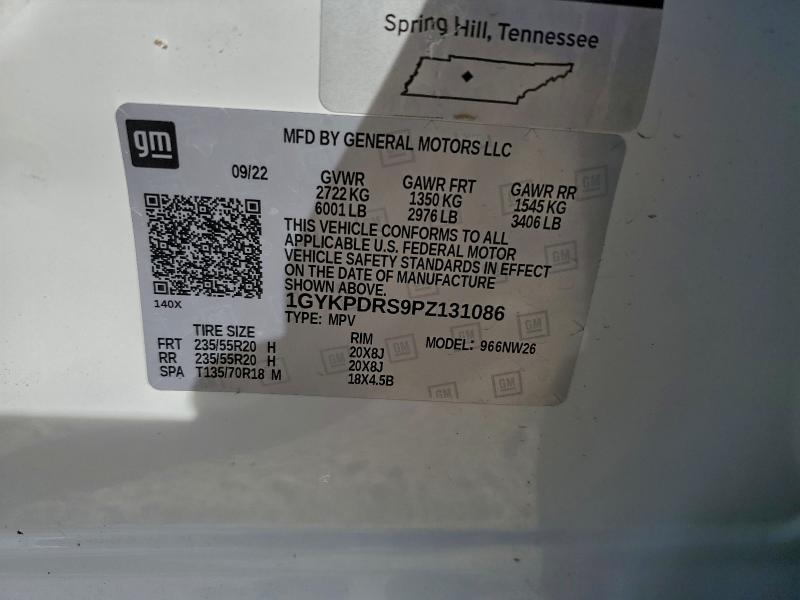 Spring Hill, Tennessee
gm
MFD BY GENERAL MOTORS LLC
09/22
GVWR GAWR FRT GAWR RR
2722 KG 1350 KG 1545 KG
6001 LB 2976 LB 3406 LB
THIS VEHICLE CONFORMS TO ALL
APPLICABLE U.S. FEDERAL MOTOR
VEHICLE SAFETY STANDARDS IN EFFECT
ON THE DATE OF MANUFACTURE
SHOWN ABOVE.
140X
1GYKPDRS9PZ131086
TYPE: MPV
TIRE SIZE RIM MODEL: 966NW26
FRT 235/55R20 H 20X8J
RR 235/55R20 H 20X8J
SPA T135/70R18 M 18X4.5B